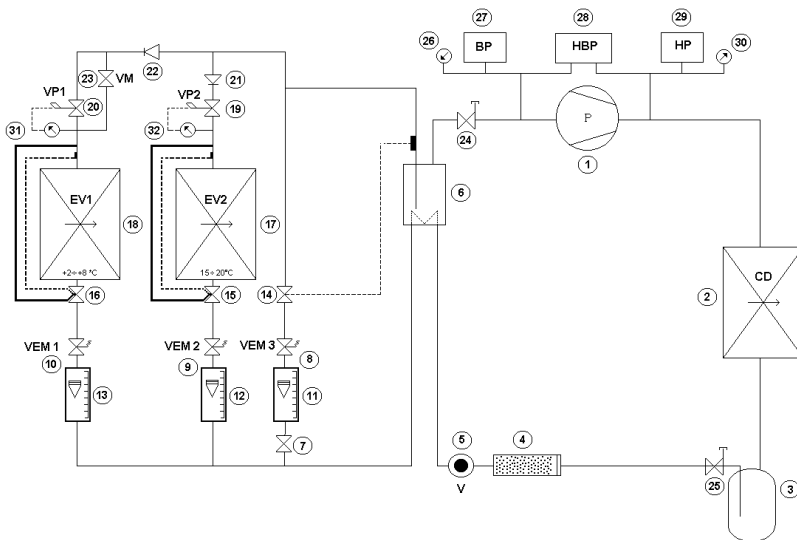 27 28 29
26 BP HBP HP 30
22
23 VM 21
VP1 20 VP2 19
31 32 24 P
1
6
EV1 18 EV2 17
+2÷+8 °C 15÷20°C
16 15 14
2 CD
VEM 1 VEM 2 VEM 3
10 9 8
13 12 11
7 5 4
V 25 3